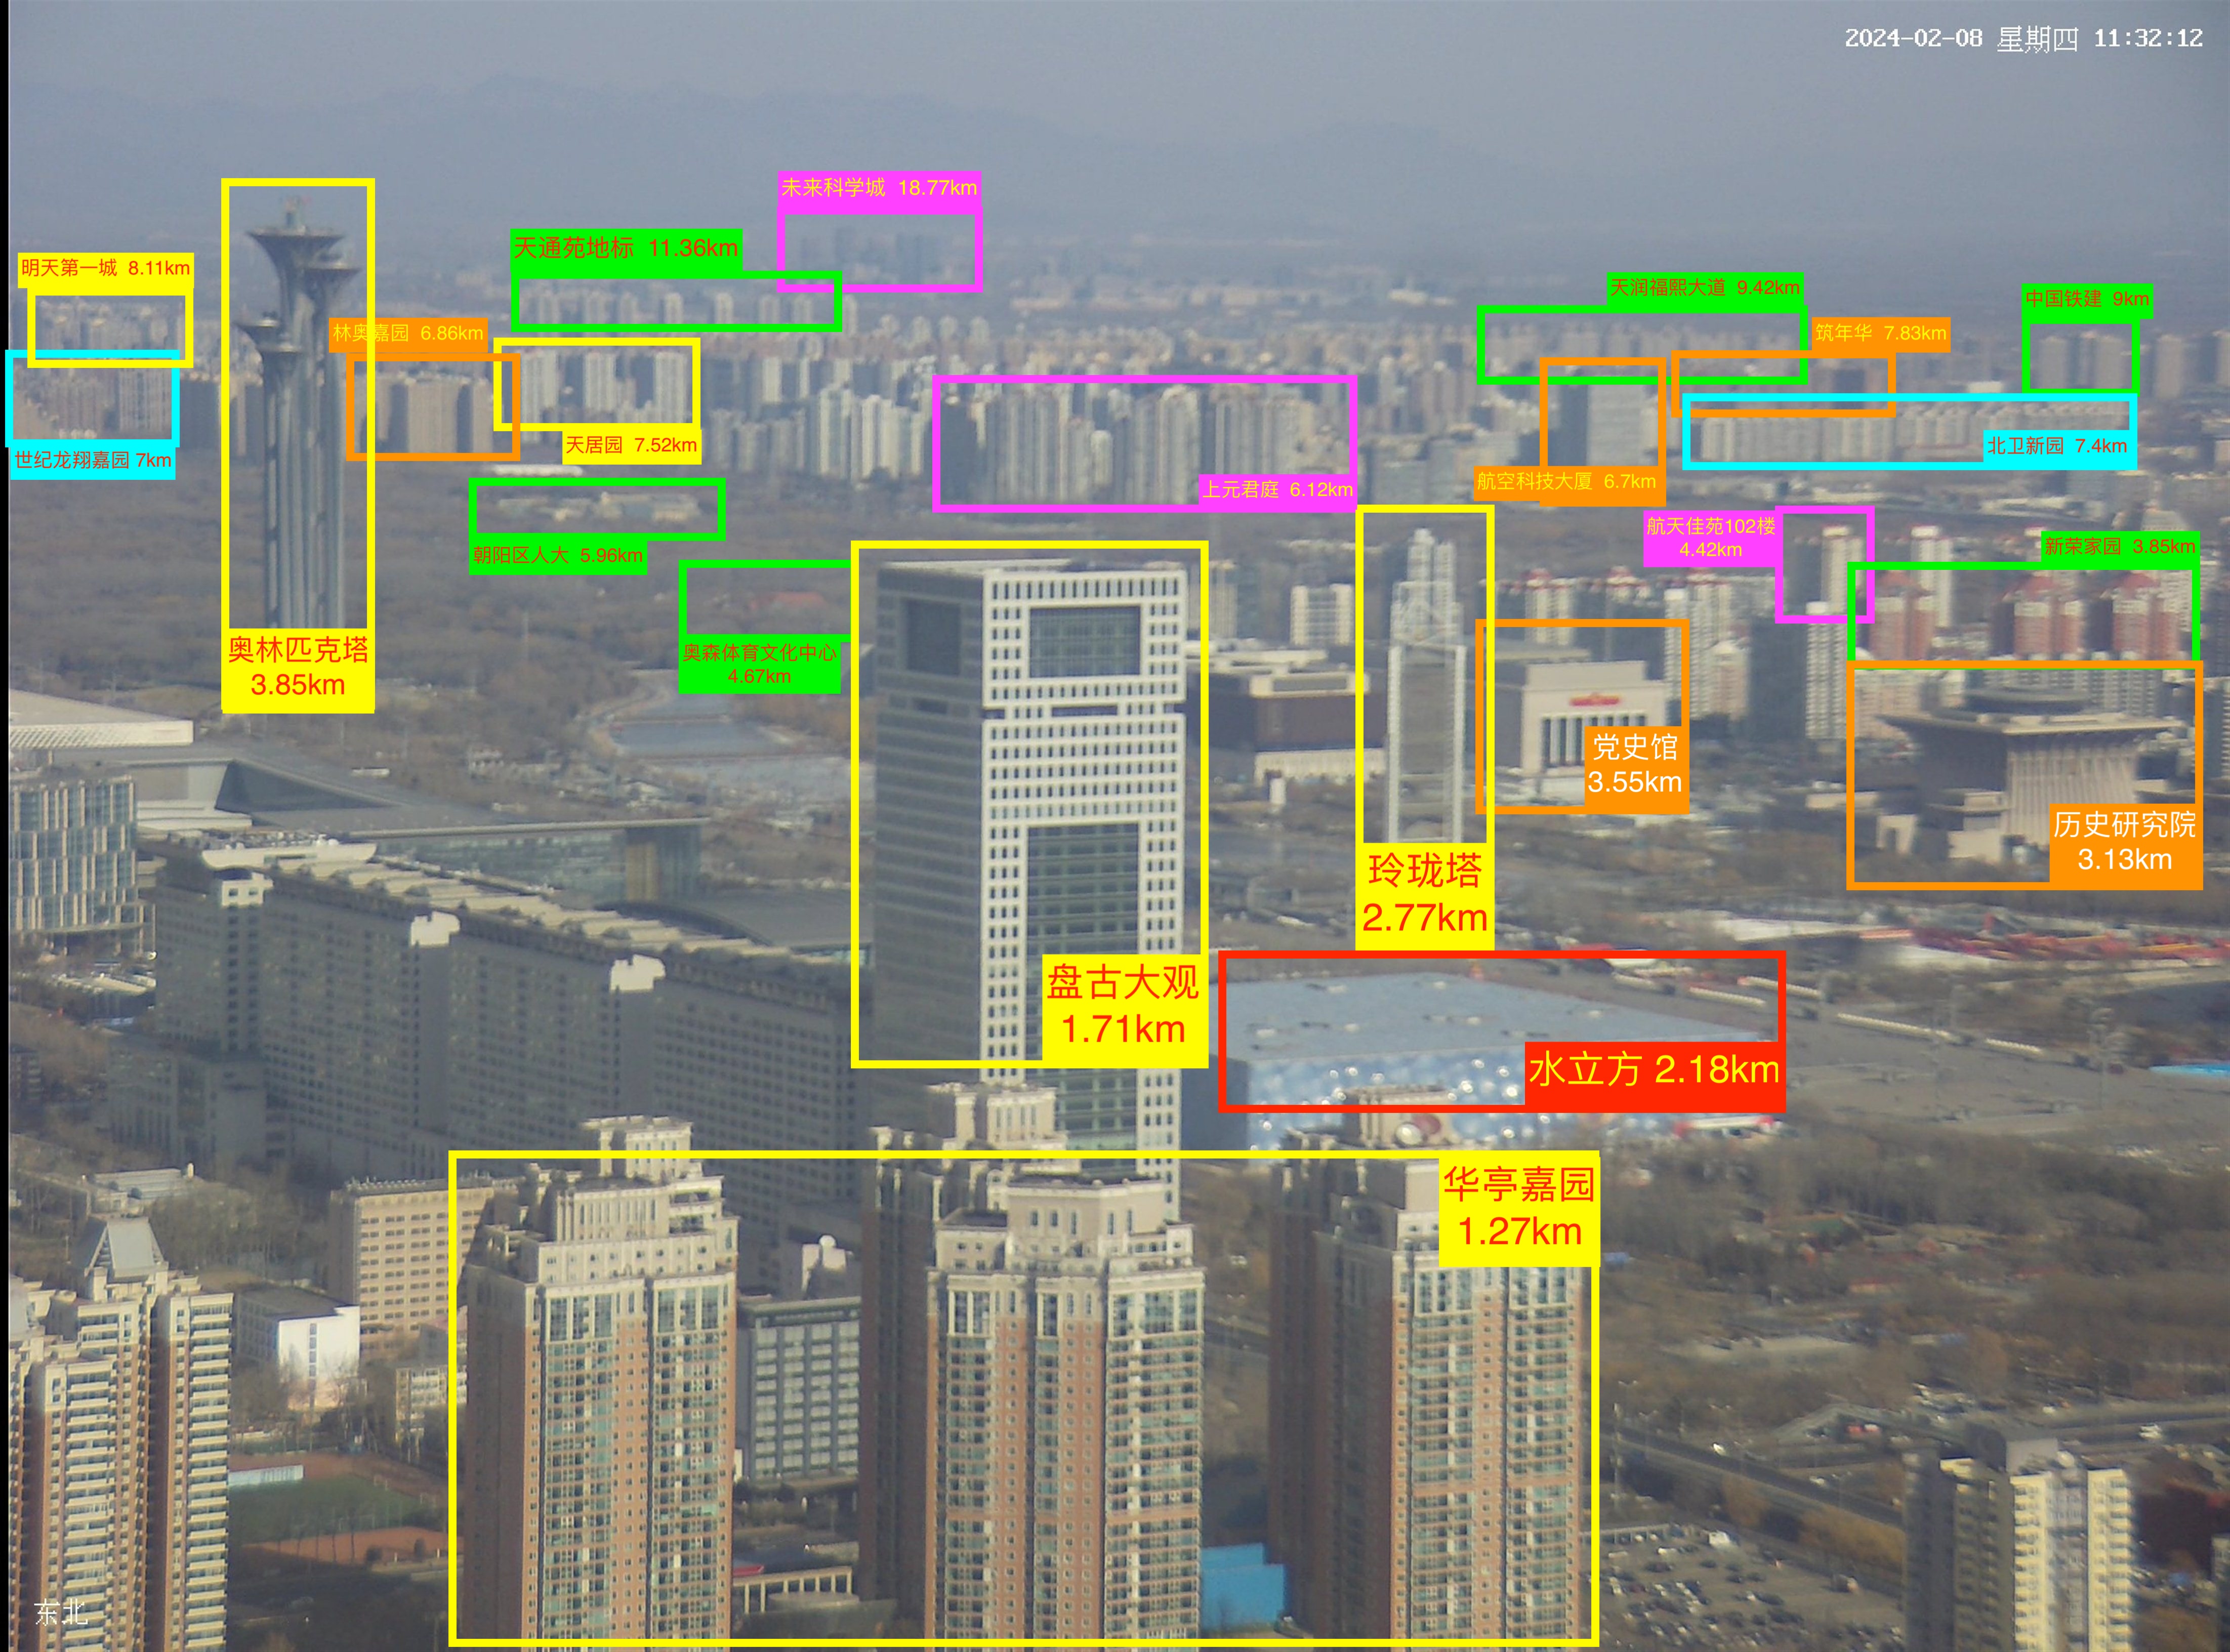 2024-02-08 星期四 11:32:12
未来科学城 18.77km
天通苑地标 11.36km
明天第一城 8.11km
天润福熙大道 9.42km
中国铁建 9km
林奥嘉园 6.86km
筑年华 7.83km
天居园 7.52km
北卫新园 7.4km
世纪龙翔嘉园 7km
上元君庭 6.12km
航空科技大厦 6.7km
航天佳苑102楼
4.42km
新荣家园 3.85km
朝阳区人大 5.96km
奥林匹克塔
3.85km
奥森体育文化中心
4.67km
党史馆
3.55km
历史研究院
3.13km
玲珑塔
2.77km
盘古大观
1.71km
水立方 2.18km
华亭嘉园
1.27km
东北